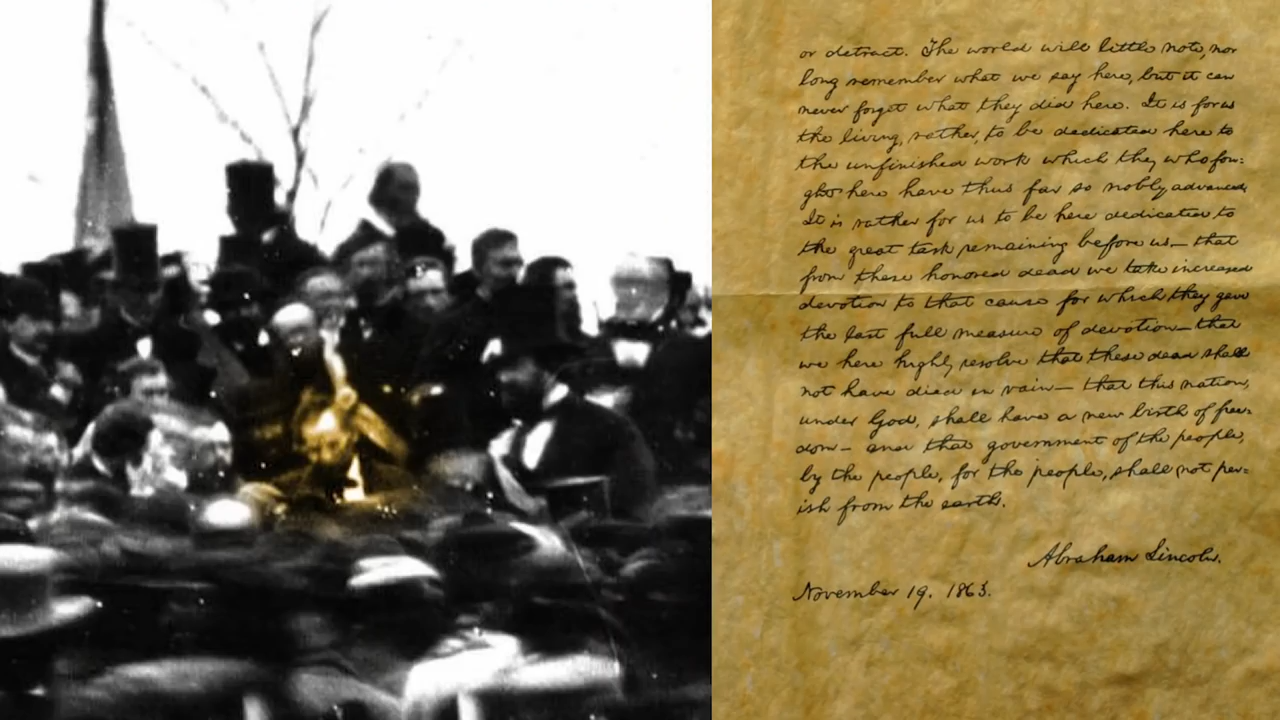 or detract. The world will little note, nor
long remember what we say here, but it can
never forget what they did here. It is for us
the living, rather, to be dedicated here to
the unfinished work which they who fou=
ght here have thus far so nobly advanced.
It is rather for us to be here dedicated to
the great task remaining before us— that
from these honored dead we take increased
devotion to that cause for which they gave
the last full measure of devotion— that
we here highly resolve that these dead shall
not have died in vain— that this nation,
under God, shall have a new birth of free=
dom— and that government of the people,
by the people, for the people, shall not per=
ish from the earth.
Abraham Lincoln.
November 19. 1863.